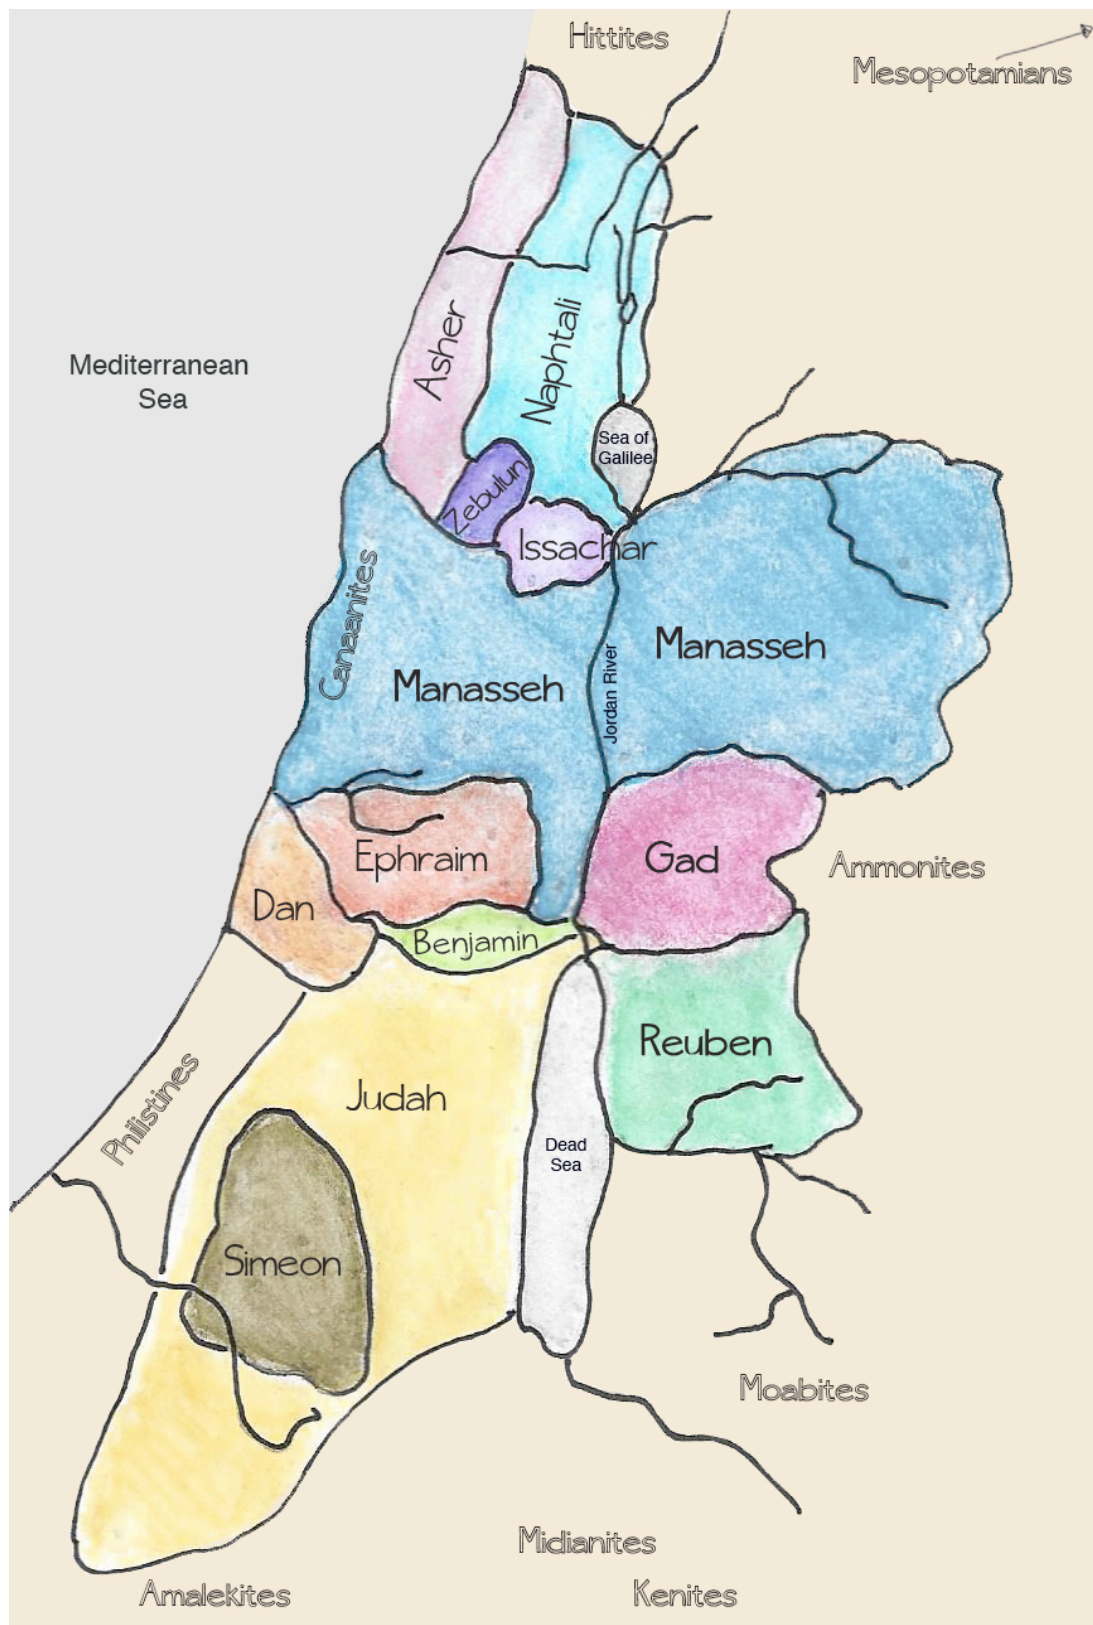 Hittites
Mesopotamians
Asher
Naphtali
Mediterranean
Sea
Sea of
Galilee
Zebulun
Issachar
Canaanites
Manasseh
Manasseh
Jordan River
Ephraim
Gad
Ammonites
Dan
Benjamin
Reuben
Philistines
Judah
Dead
Sea
Simeon
Moabites
Midianites
Amalekites
Kenites